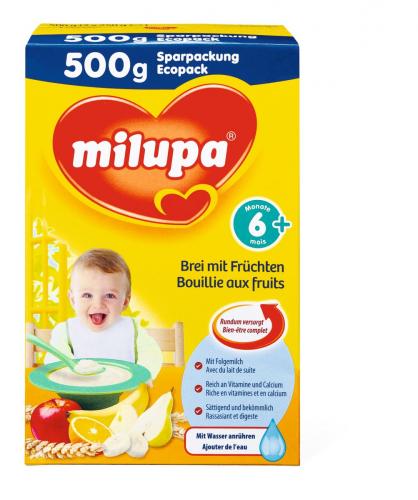 500g Sparpackung
Ecopack
milupa®
Monate
6+
mois
Brei mit Früchten
Bouillie aux fruits
Rundum versorgt
Bien-être complet
Mit Folgemilch
Avec du lait de suite
Reich an Vitamine und Calcium
Riche en vitamines et en calcium
Sättigend und bekömmlich
Rassasiant et digeste
Mit Wasser anrühren
Ajouter de l'eau